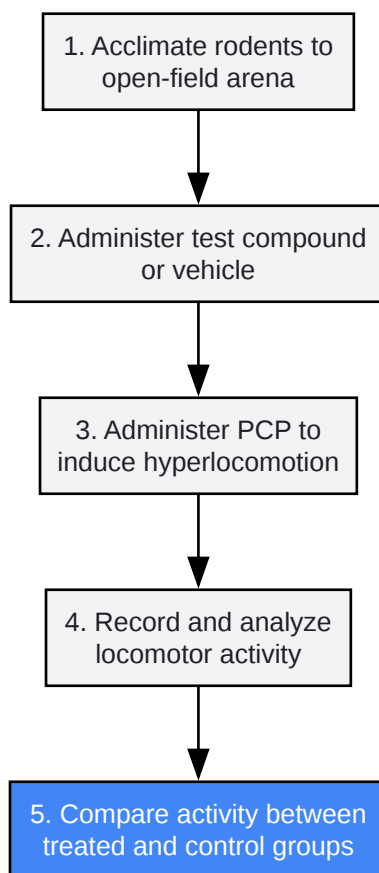 1. Acclimate rodents to
open-field arena
2. Administer test compound
or vehicle
3. Administer PCP to
induce hyperlocomotion
4. Record and analyze
locomotor activity
5. Compare activity between
treated and control groups